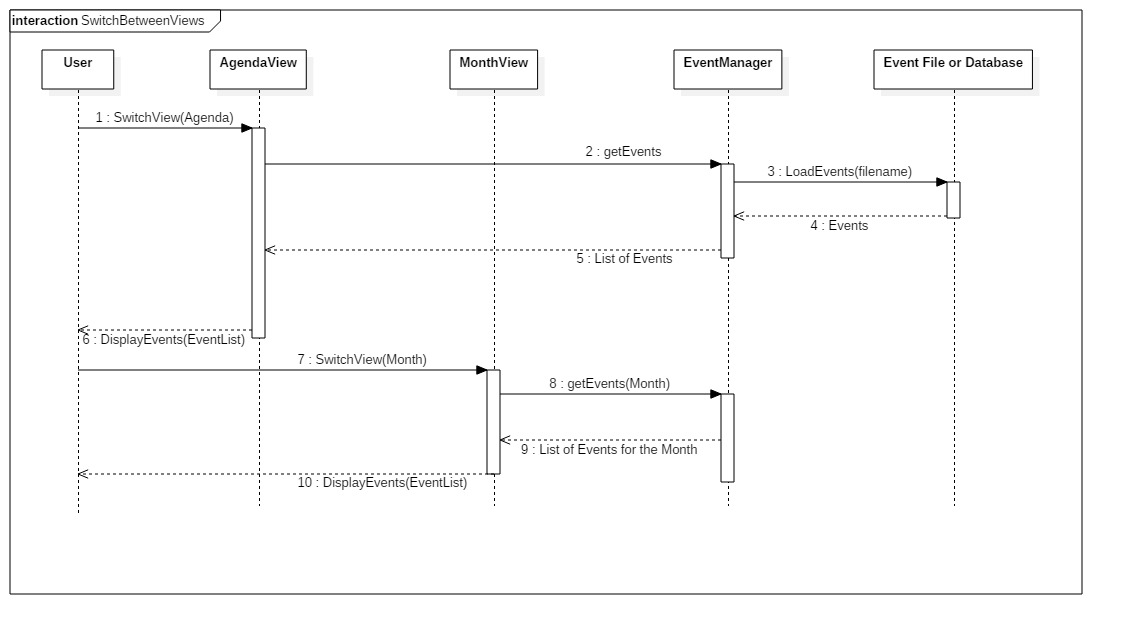 interaction SwitchBetweenViews
User
AgendaView
MonthView
EventManager
Event File or Database
1 : SwitchView(Agenda)
2 : getEvents
3 : LoadEvents(filename)
4 : Events
5 : List of Events
6 : DisplayEvents(EventList)
7 : SwitchView(Month)
8 : getEvents(Month)
9 : List of Events for the Month
10 : DisplayEvents(EventList)